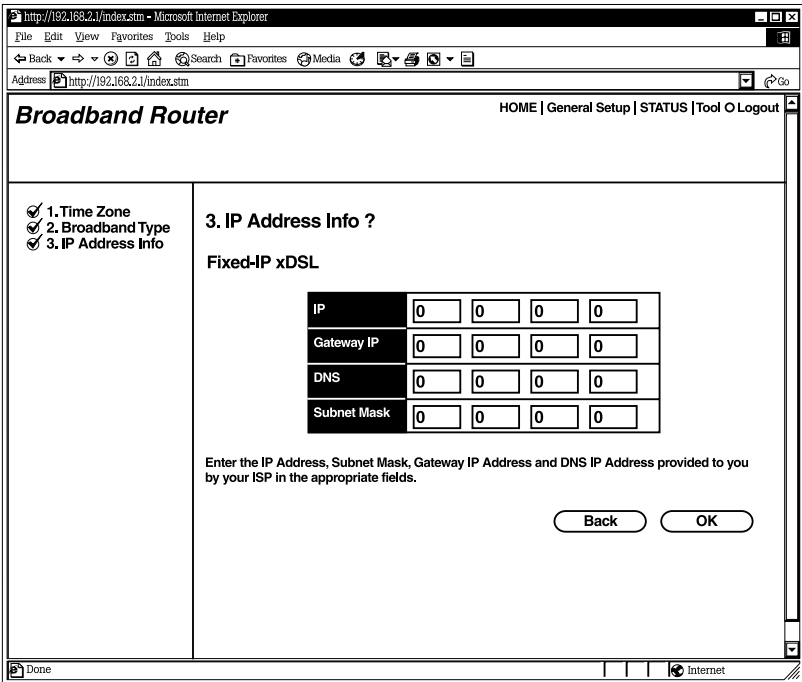 http://192.168.2.1/index.stm - Microsoft Internet Explorer
File Edit View Favorites Tools Help
Back Search Favorites Media
Address http://192.168.2.1/index.stm Go
Broadband Router
HOME | General Setup | STATUS | Tool Logout
1. Time Zone
2. Broadband Type
3. IP Address Info
3. IP Address Info ?
Fixed-IP xDSL
IP 0 0 0 0
Gateway IP 0 0 0 0
DNS 0 0 0 0
Subnet Mask 0 0 0 0
Enter the IP Address, Subnet Mask, Gateway IP Address and DNS IP Address provided to you
by your ISP in the appropriate fields.
Back OK
Done Internet